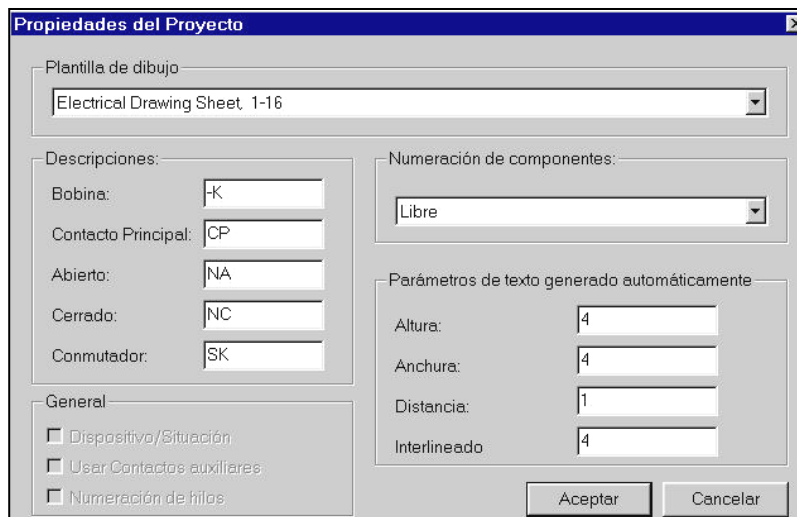 Propiedades del Proyecto
Plantilla de dibujo
Electrical Drawing Sheet, 1-16
Descripciones:
Bobina: -K
Contacto Principal: CP
Abierto: NA
Cerrado: NC
Conmutador: SK
General
Dispositivo/Situación
Usar Contactos auxiliares
Numeración de hilos
Numeración de componentes:
Libre
Parámetros de texto generado automáticamente
Altura: 4
Anchura: 4
Distancia: 1
Interlineado 4
Aceptar Cancelar